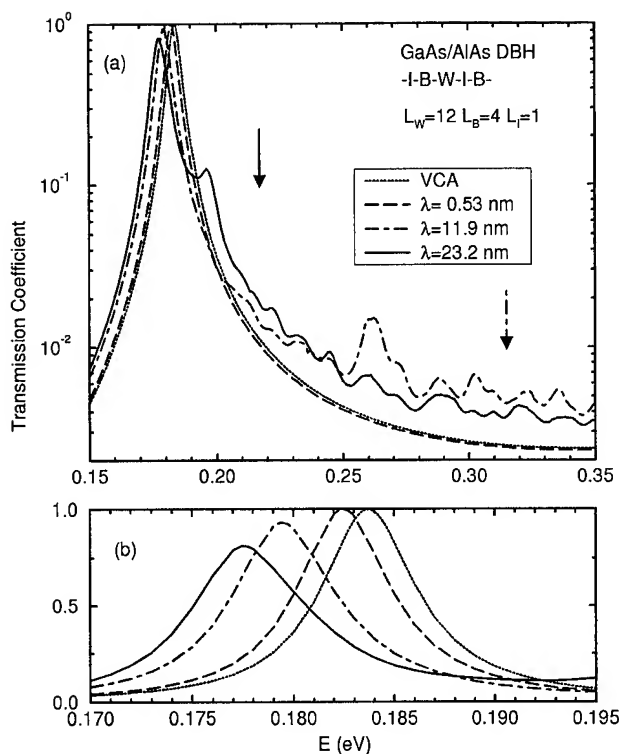 10⁰
(a)
GaAs/AlAs DBH
-I-B-W-I-B-
L_W=12 L_B=4 L_I=1
10⁻¹
VCA
λ= 0.53 nm
λ=11.9 nm
λ=23.2 nm
10⁻²
Transmission Coefficient
0.15 0.20 0.25 0.30 0.35
1.0
(b)
0.5
0.0
0.170 0.175 0.180 0.185 0.190 0.195
E (eV)